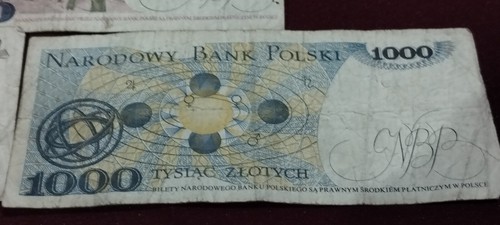 NARODOWY BANK POLSKI 1000
NBP
1000 TYSIĄC ZŁOTYCH
BILETY NARODOWEGO BANKU POLSKIEGO SĄ PRAWNYM ŚRODKIEM PŁATNICZYM W POLSCE